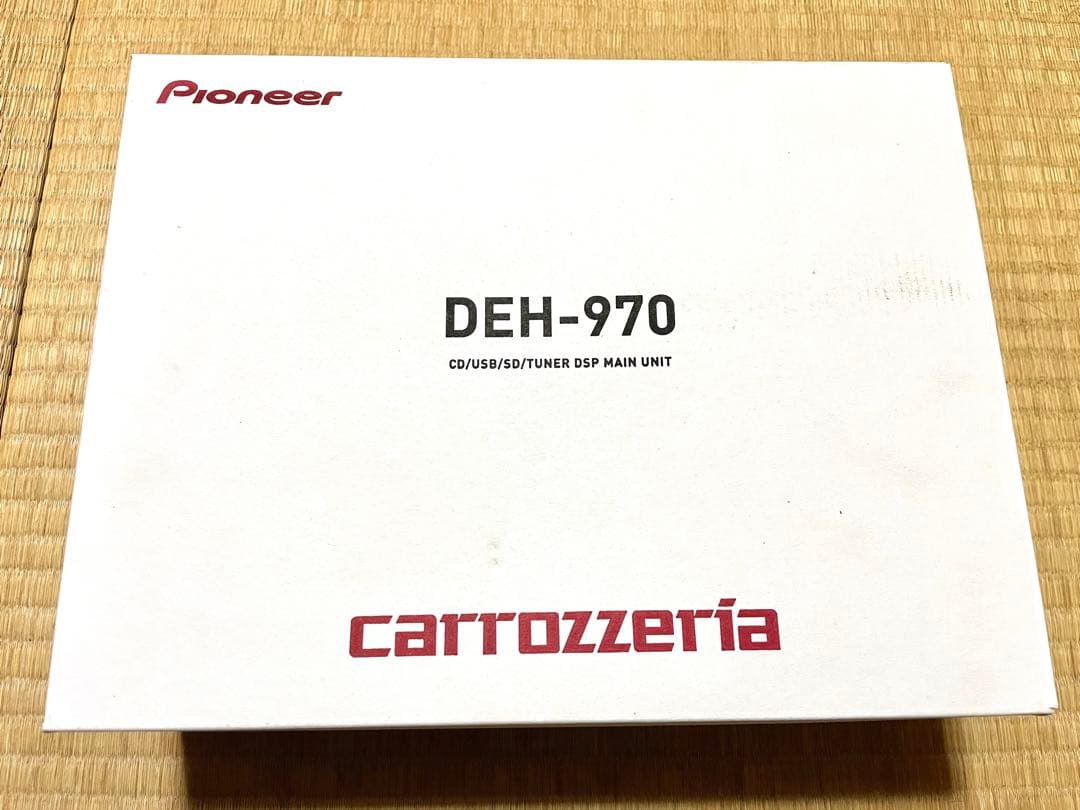 Pioneer
DEH-970
CD/USB/SD/TUNER DSP MAIN UNIT
carrozzeria